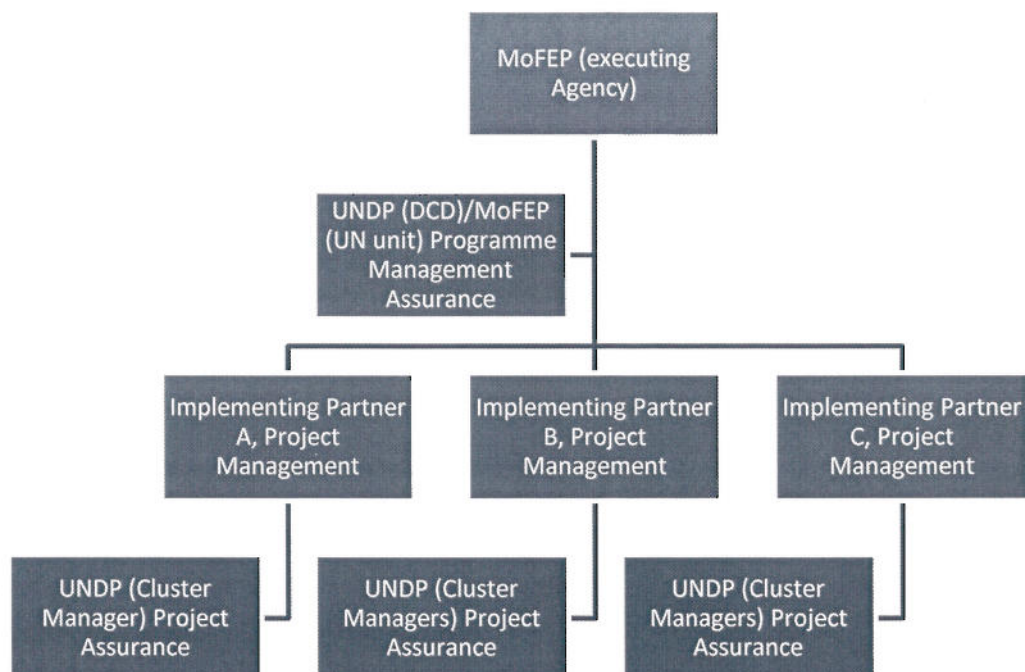 MoFEP (executing
Agency)
UNDP (DCD)/MoFEP
(UN unit) Programme
Management
Assurance
Implementing Partner
A, Project
Management
Implementing Partner
B, Project
Management
Implementing Partner
C, Project
Management
UNDP (Cluster
Manager) Project
Assurance
UNDP (Cluster
Managers) Project
Assurance
UNDP (Cluster
Managers) Project
Assurance